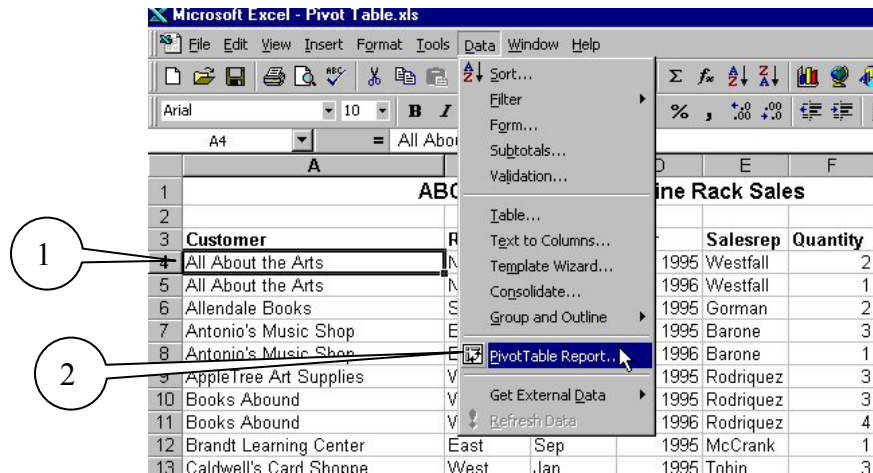 Microsoft Excel - Pivot Table.xls
File Edit View Insert Format Tools Data Window Help
ABC Sort...
Arial 10 B I Filter % ,
Form...
A4 = All Abou Subtotals...
Validation...
A D E F
1 ABC ine Rack Sales
2 Table...
3 Customer Text to Columns... Salesrep Quantity
1
4 All About the Arts N Template Wizard... 1995 Westfall 2
5 All About the Arts N Consolidate... 1996 Westfall 1
6 Allendale Books S Group and Outline 1995 Gorman 2
7 Antonio's Music Shop E 1995 Barone 3
8 Antonio's Music Shop PivotTable Report... 1996 Barone 1
2
9 AppleTree Art Supplies V 1995 Rodriquez 3
10 Books Abound V Get External Data 1995 Rodriquez 3
11 Books Abound V Refresh Data 1996 Rodriquez 4
12 Brandt Learning Center East Sep 1995 McCrank 1
13 Caldwell's Card Shoppe West Jan 1995 Tobin 3